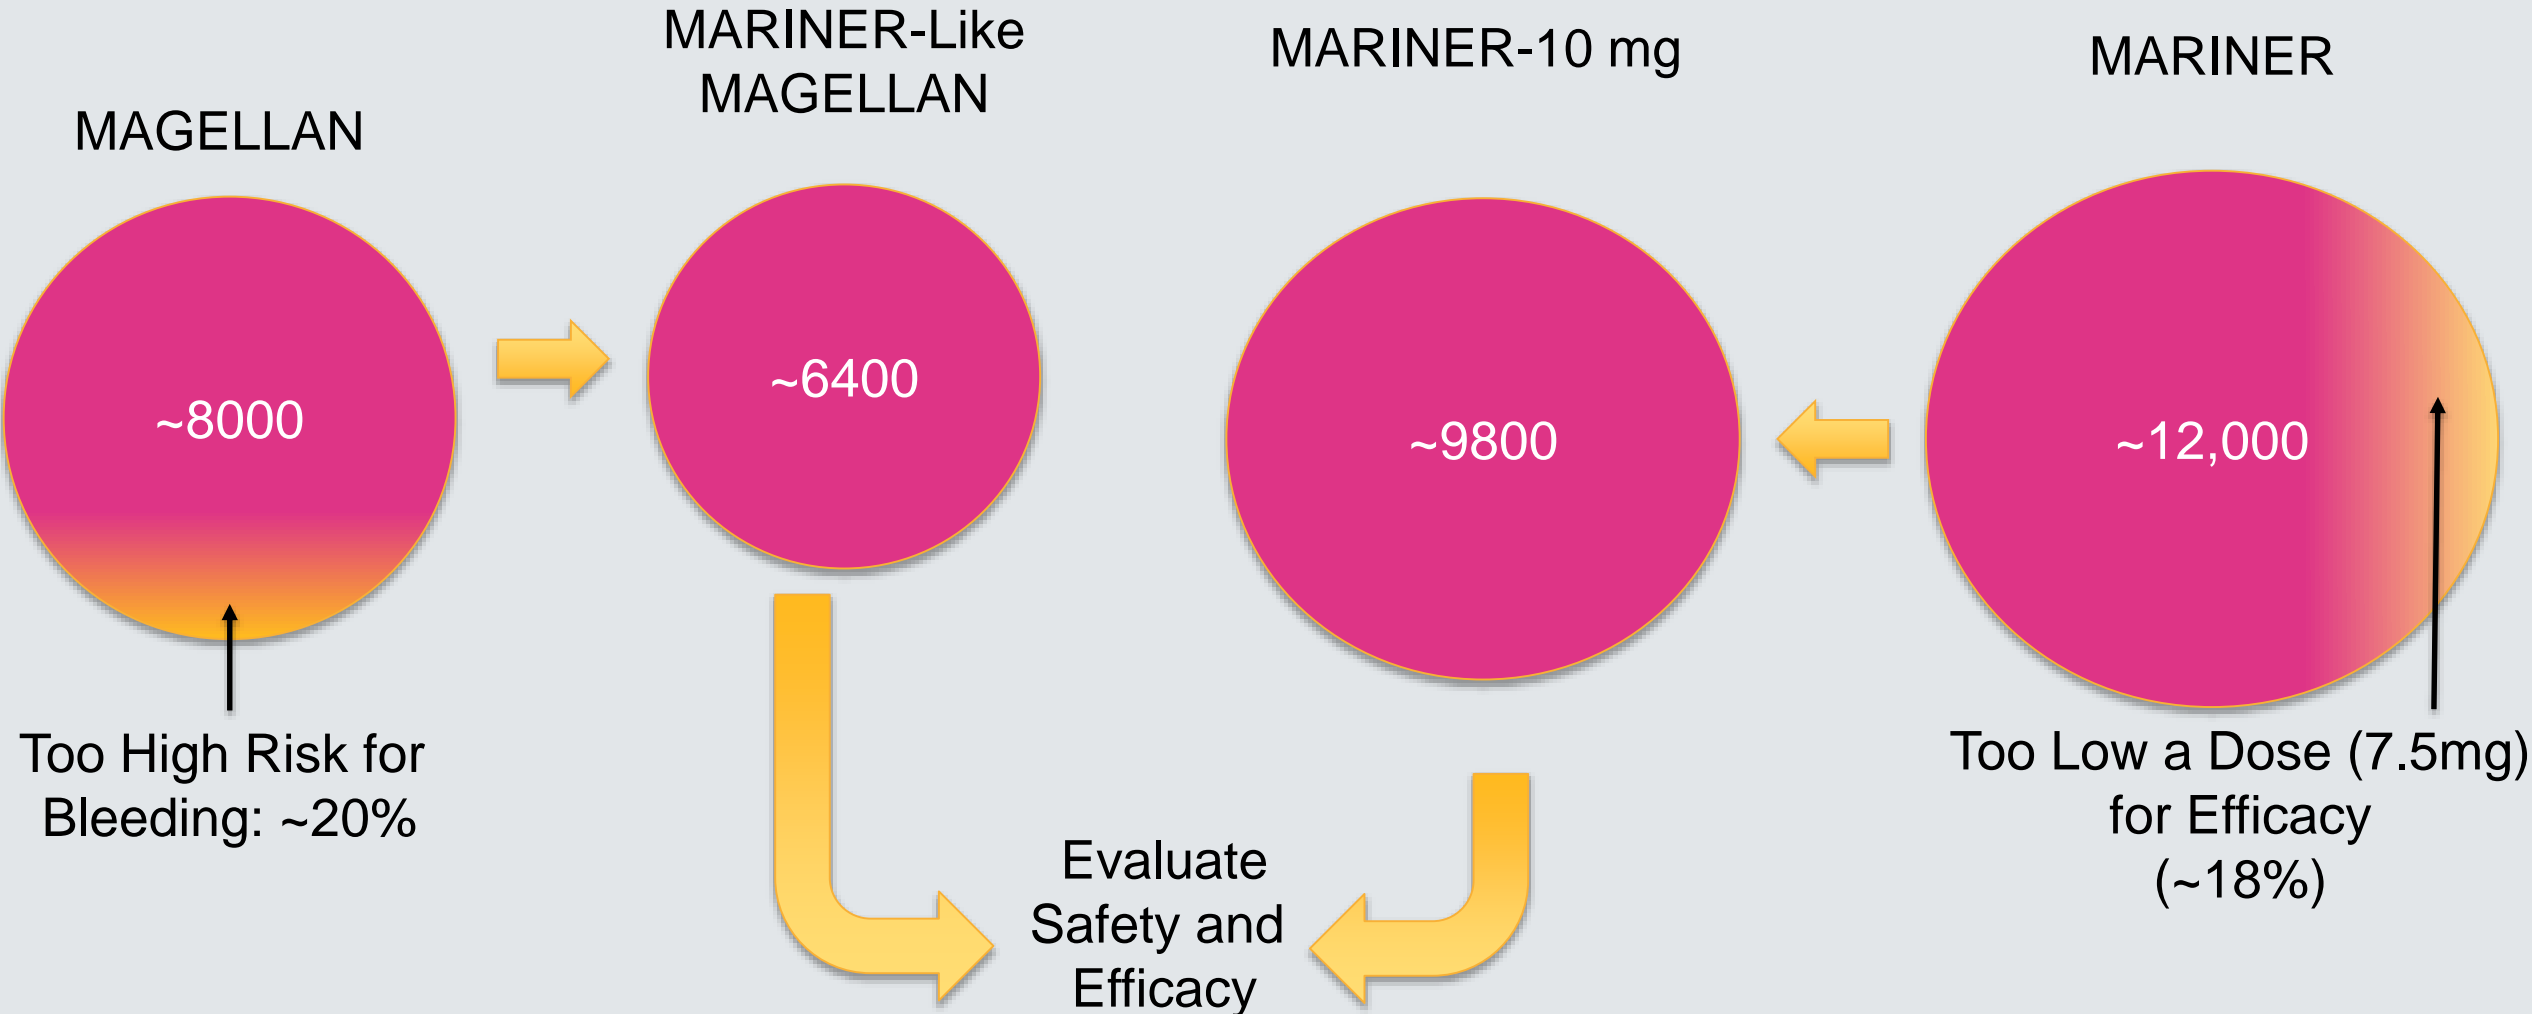 MAGELLAN
~8000
Too High Risk for
Bleeding: ~20%
MARINER-Like
MAGELLAN
~6400
MARINER-10 mg
~9800
MARINER
~12,000
Too Low a Dose (7.5mg)
for Efficacy
(~18%)
Evaluate
Safety and
Efficacy